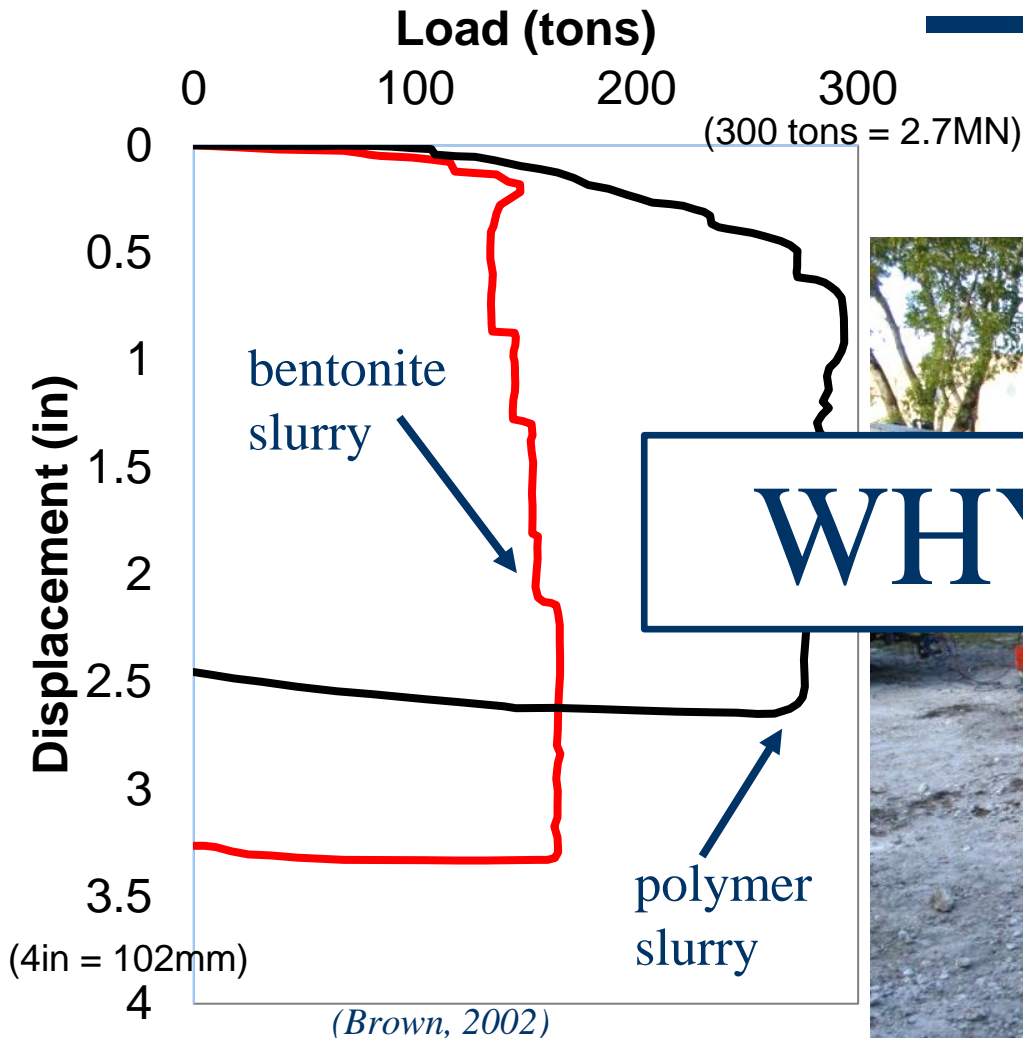 Load (tons)
0 100 200 300
(300 tons = 2.7MN)
0
0.5
1
1.5
2
2.5
3
3.5
4
Displacement (in)
bentonite
slurry
WHY
polymer
slurry
(4in = 102mm)
(Brown, 2002)